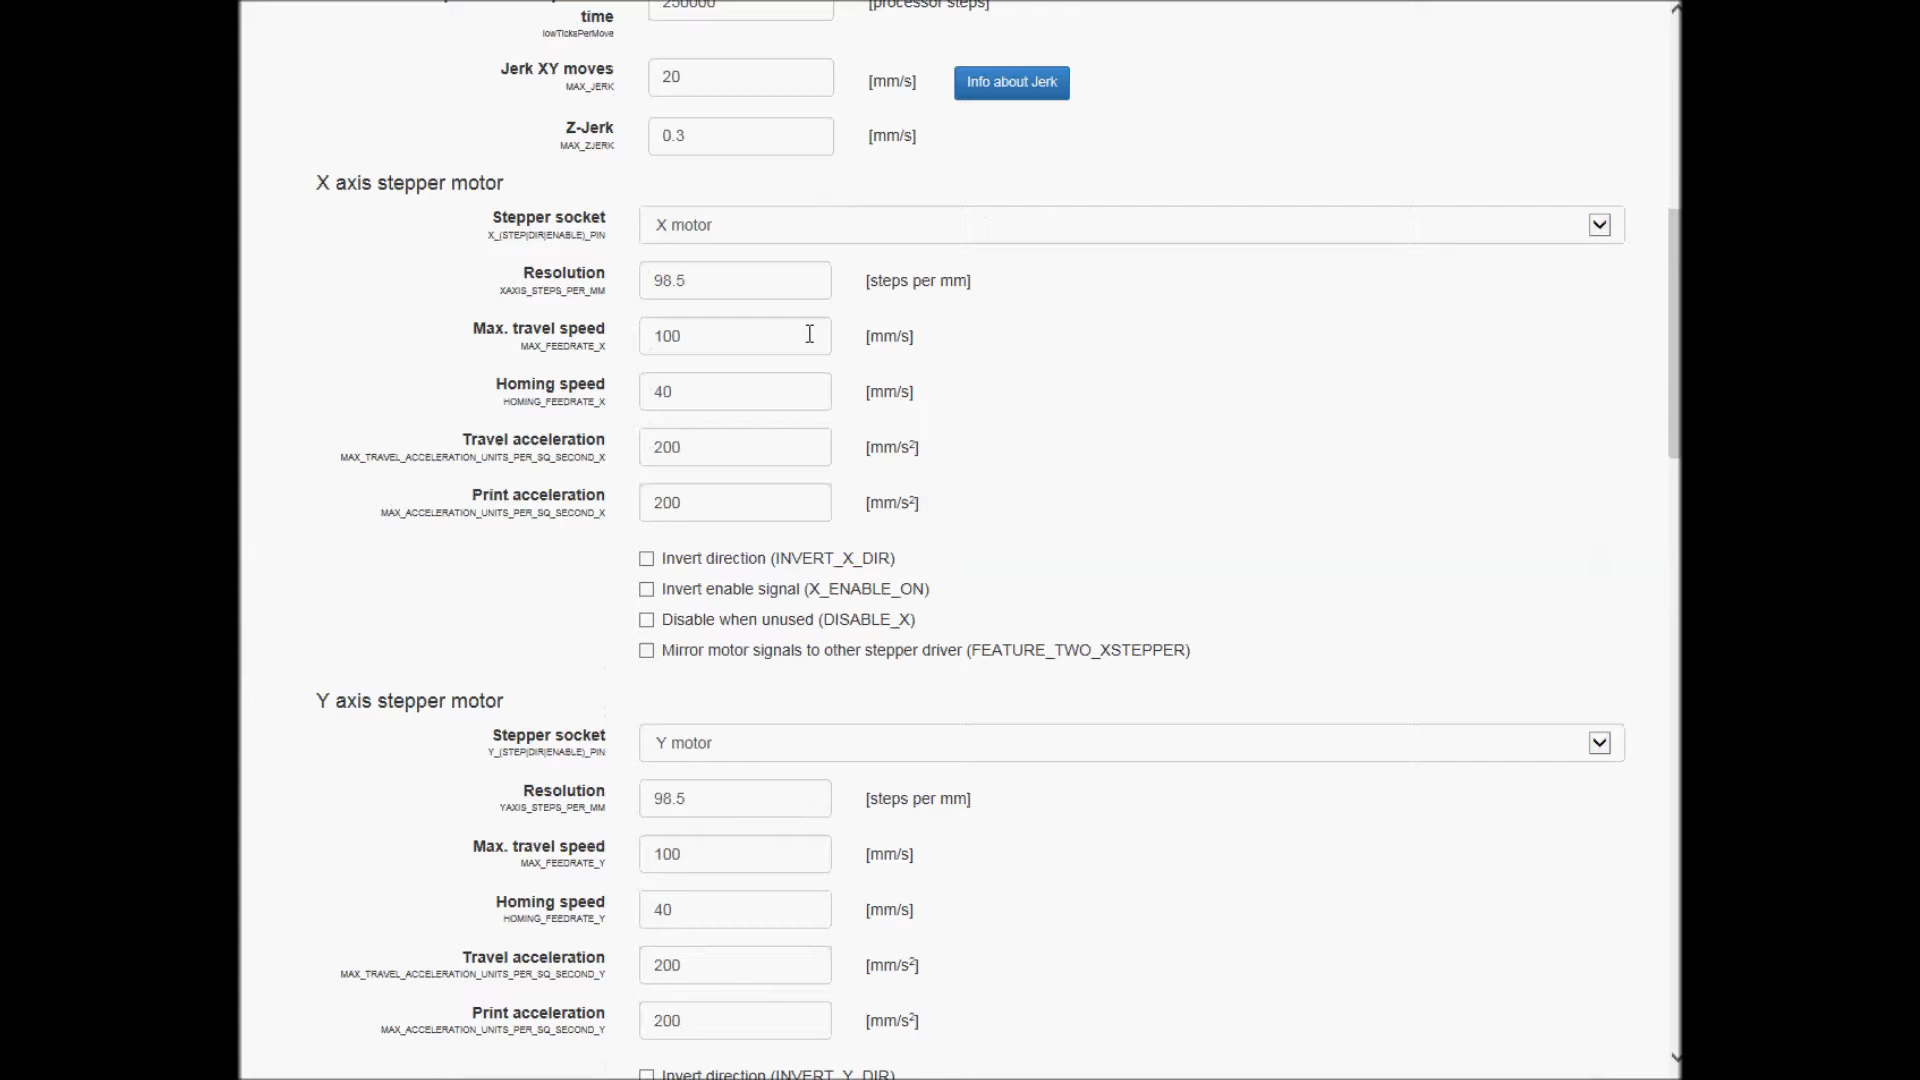 time 250000 [processor steps]
lowTicksPerMove
Jerk XY moves 20 [mm/s] Info about Jerk
MAX_JERK
Z-Jerk 0.3 [mm/s]
MAX_ZJERK
X axis stepper motor
Stepper socket X motor
X_(STEP|DIR|ENABLE)_PIN
Resolution 98.5 [steps per mm]
XAXIS_STEPS_PER_MM
Max. travel speed 100 [mm/s]
MAX_FEEDRATE_X
Homing speed 40 [mm/s]
HOMING_FEEDRATE_X
Travel acceleration 200 [mm/s²]
MAX_TRAVEL_ACCELERATION_UNITS_PER_SQ_SECOND_X
Print acceleration 200 [mm/s²]
MAX_ACCELERATION_UNITS_PER_SQ_SECOND_X
Invert direction (INVERT_X_DIR)
Invert enable signal (X_ENABLE_ON)
Disable when unused (DISABLE_X)
Mirror motor signals to other stepper driver (FEATURE_TWO_XSTEPPER)
Y axis stepper motor
Stepper socket Y motor
Y_(STEP|DIR|ENABLE)_PIN
Resolution 98.5 [steps per mm]
YAXIS_STEPS_PER_MM
Max. travel speed 100 [mm/s]
MAX_FEEDRATE_Y
Homing speed 40 [mm/s]
HOMING_FEEDRATE_Y
Travel acceleration 200 [mm/s²]
MAX_TRAVEL_ACCELERATION_UNITS_PER_SQ_SECOND_Y
Print acceleration 200 [mm/s²]
MAX_ACCELERATION_UNITS_PER_SQ_SECOND_Y
Invert direction (INVERT_Y_DIR)